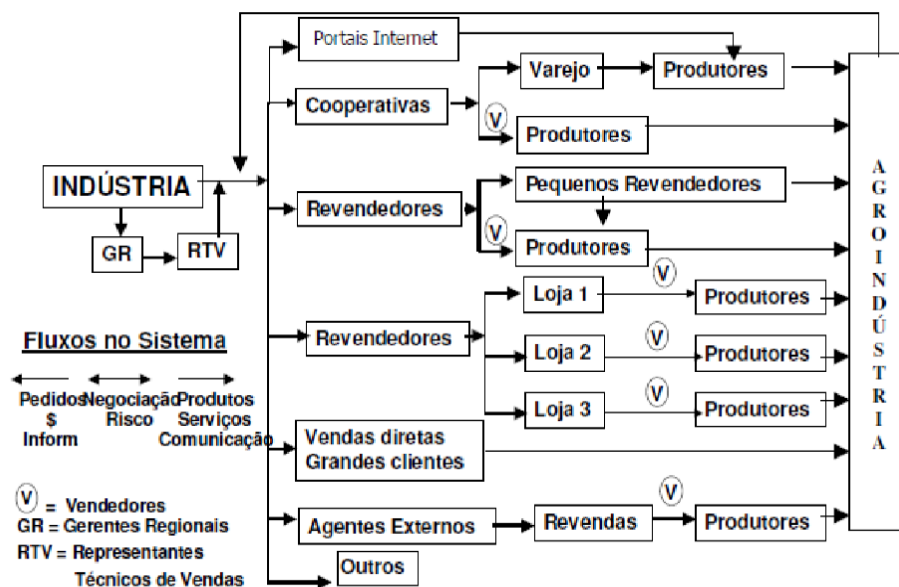 Portais Internet
Varejo
Produtores
Cooperativas
V
Produtores
INDÚSTRIA
Pequenos Revendedores
Revendedores
V
GR
RTV
Produtores
V
Loja 1
Produtores
Fluxos no Sistema
Revendedores
Loja 2
V
Produtores
Pedidos
$
Inform
Negociação
Risco
Produtos
Serviços
Comunicação
Loja 3
V
Produtores
Vendas diretas
Grandes clientes
V = Vendedores
GR = Gerentes Regionais
RTV = Representantes
Técnicos de Vendas
Agentes Externos
Revendas
V
Produtores
Outros
AGROINDÚSTRIA